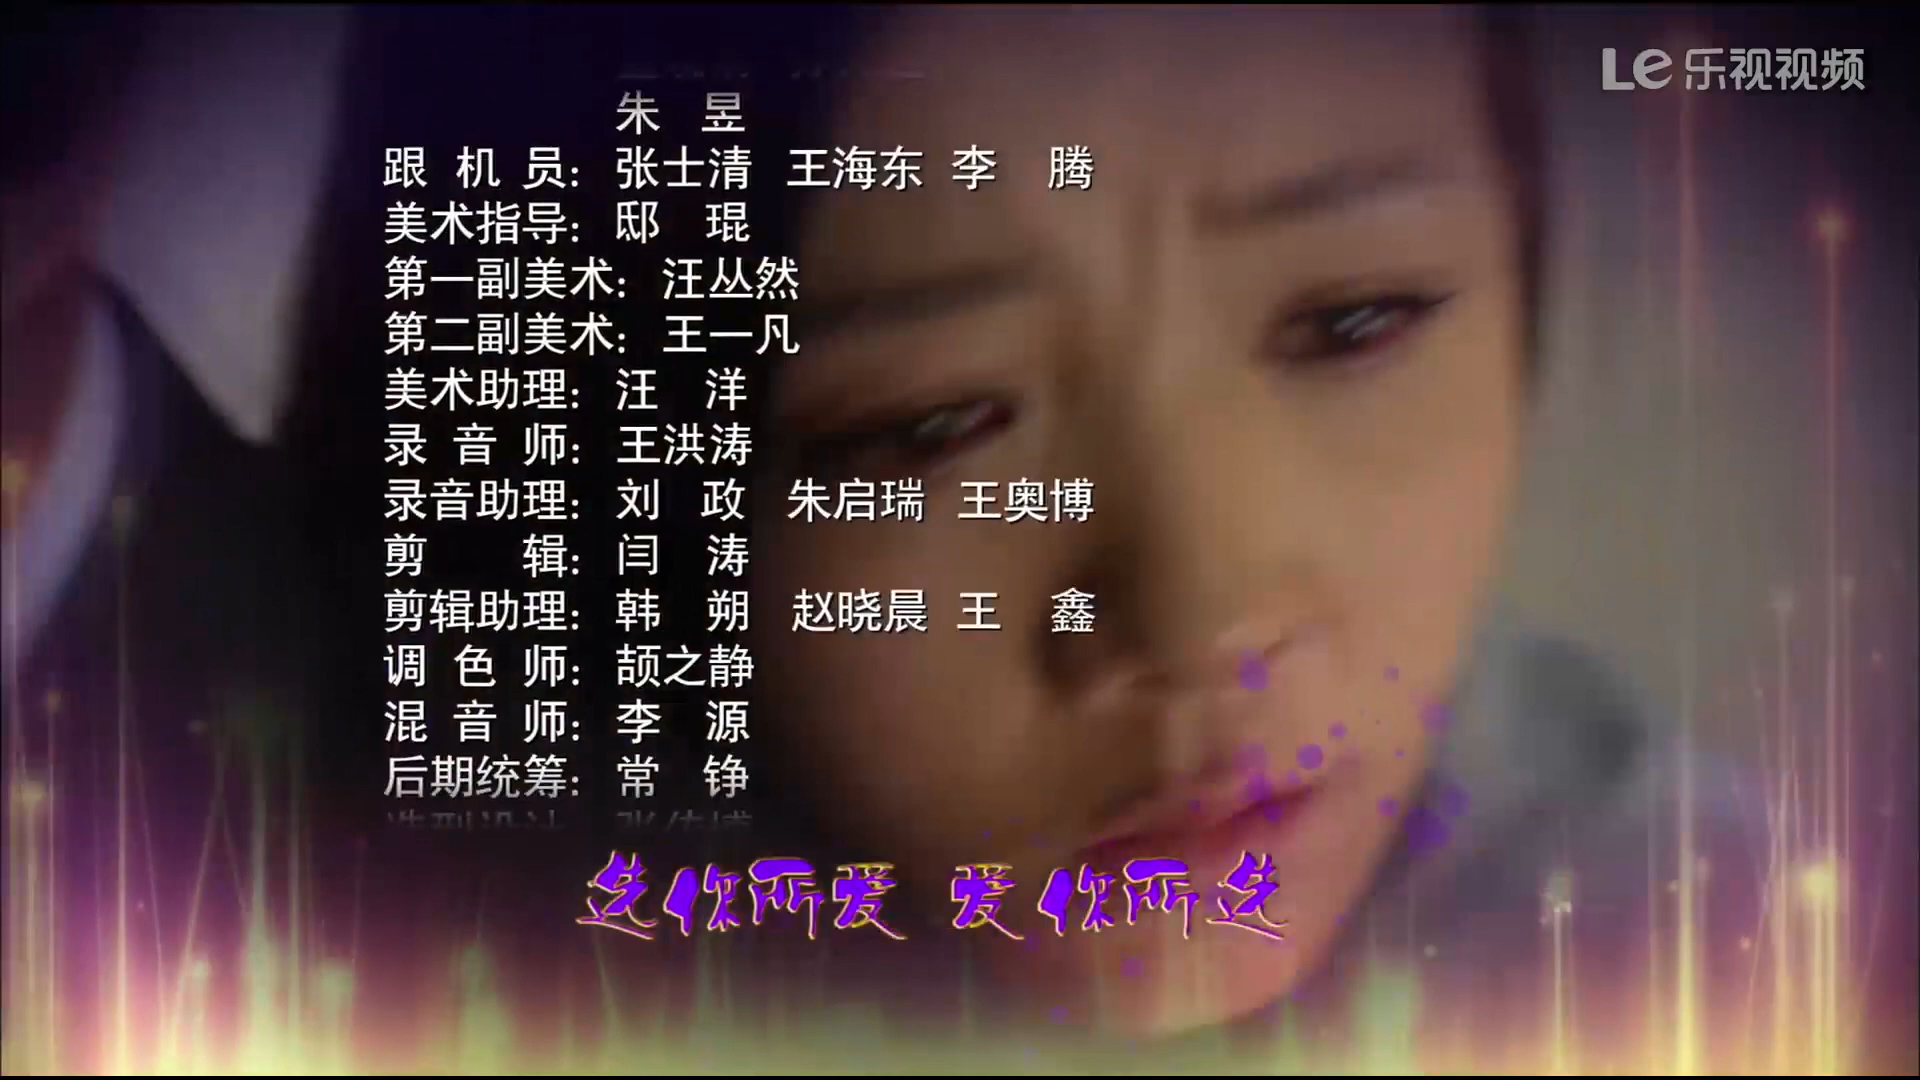 Le 乐视视频
朱 昱
跟 机 员： 张士清 王海东 李 腾
美术指导： 邸 琨
第一副美术： 汪丛然
第二副美术： 王一凡
美术助理： 汪 洋
录 音 师： 王洪涛
录音助理： 刘 政 朱启瑞 王奥博
剪 辑： 闫 涛
剪辑助理： 韩 朔 赵晓晨 王 鑫
调 色 师： 颉之静
混 音 师： 李 源
后期统筹： 常 铮
选你所爱 爱你所选